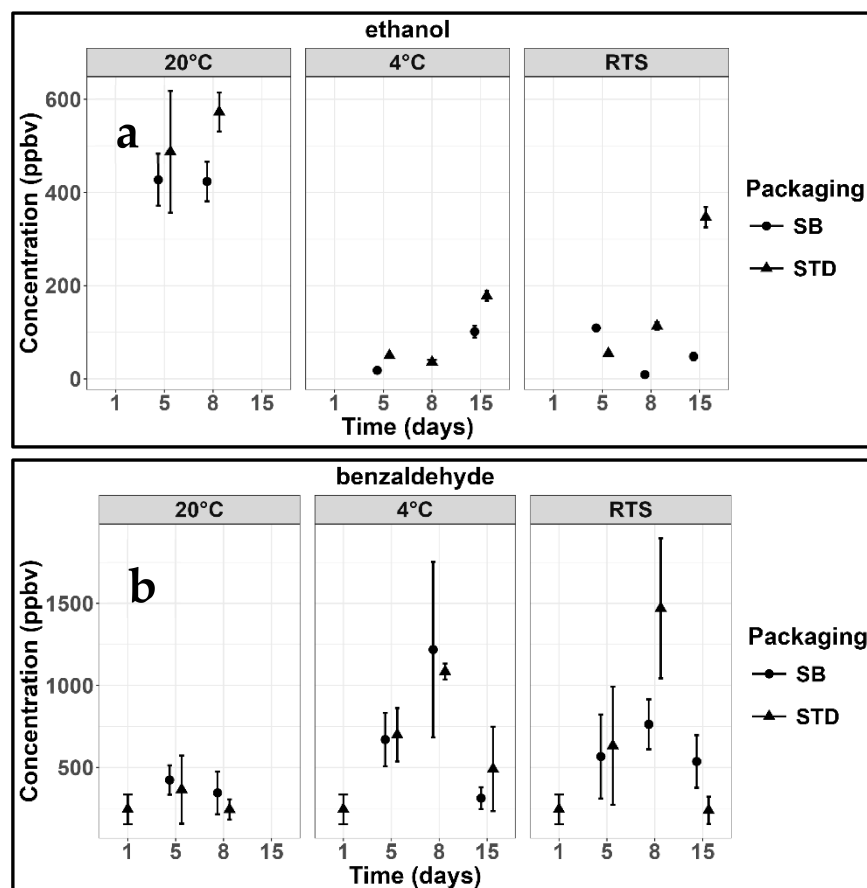 ethanol
20°C 4°C RTS
600
400
200
0
Concentration (ppbv)
a
1 5 8 15 1 5 8 15 1 5 8 15
Time (days)
Packaging
SB
STD
benzaldehyde
20°C 4°C RTS
1500
1000
500
Concentration (ppbv)
b
1 5 8 15 1 5 8 15 1 5 8 15
Time (days)
Packaging
SB
STD